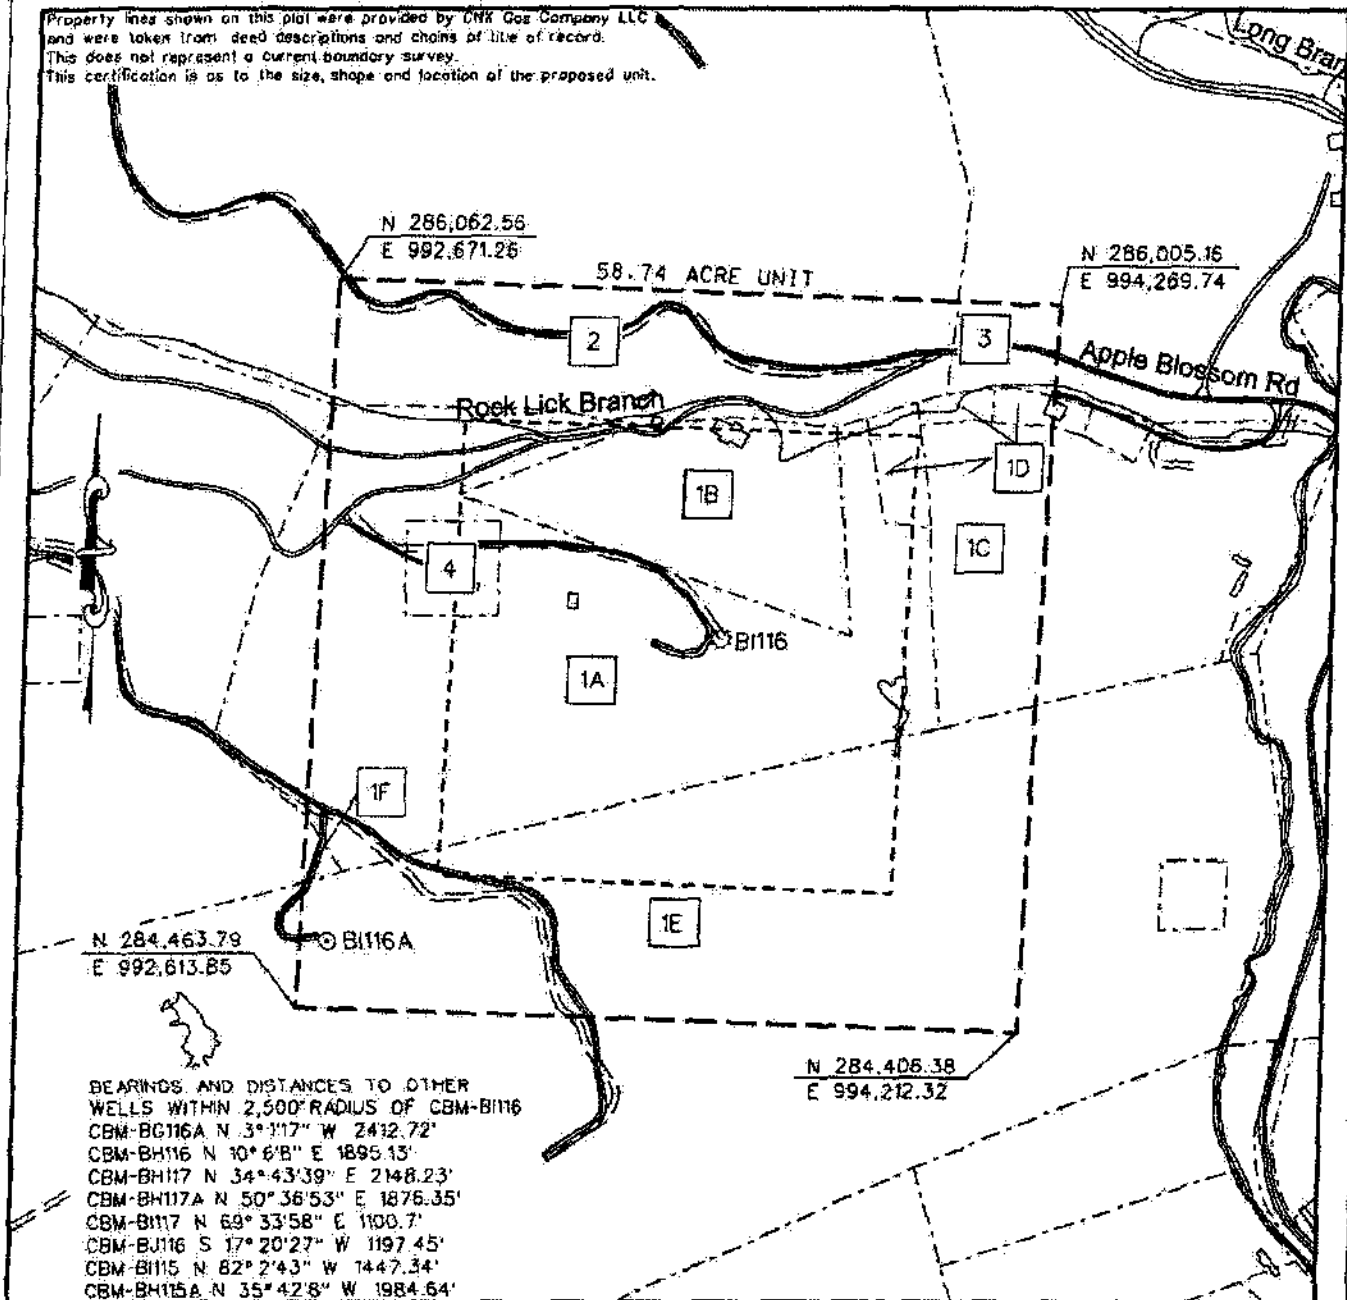 Property lines shown on this plat were provided by CNX Gas Company LLC
and were taken from deed descriptions and chains of title of record.
This does not represent a current boundary survey.
This certification is as to the size, shape and location of the proposed unit.
Long Bran
N 286,062.56
E 992,671.26
58.74 ACRE UNIT
N 286,005.16
E 994,269.74
2
3
Apple Blossom Rd
Rock Lick Branch
1B
1D
1C
4
BI116
1A
1F
1E
N 284,463.79
E 992,613.85
BI116A
N 284,406.38
E 994,212.32
BEARINGS AND DISTANCES TO OTHER
WELLS WITHIN 2,500' RADIUS OF CBM-BI116
CBM-BG116A N 3°1'17" W 2412.72'
CBM-BH116 N 10°6'8" E 1895.13'
CBM-BH117 N 34°43'39" E 2148.23'
CBM-BH117A N 50°36'53" E 1876.35'
CBM-BI117 N 69°33'58" E 1100.7'
CBM-BJ116 S 17°20'27" W 1197.45'
CBM-BI115 N 82°2'43" W 1447.34'
CBM-BH115A N 35°42'8" W 1984.64'